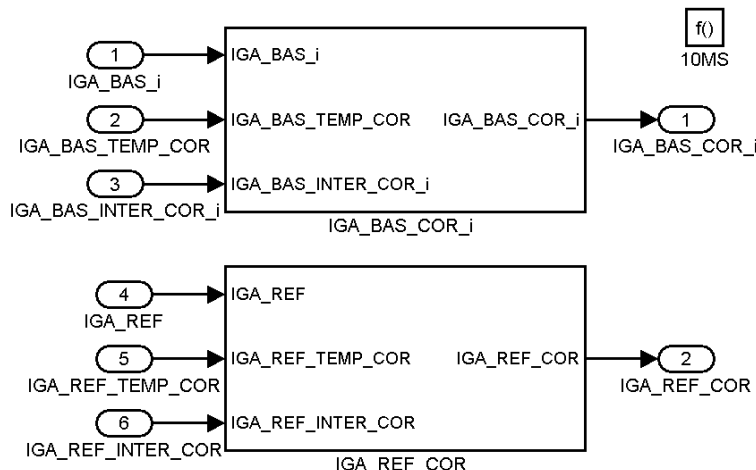 f()
10MS
1
IGA_BAS_i
IGA_BAS_i
2
IGA_BAS_TEMP_COR
IGA_BAS_TEMP_COR
IGA_BAS_COR_i
1
IGA_BAS_COR_i
3
IGA_BAS_INTER_COR_i
IGA_BAS_INTER_COR_i
IGA_BAS_COR_i
4
IGA_REF
IGA_REF
5
IGA_REF_TEMP_COR
IGA_REF_TEMP_COR
IGA_REF_COR
2
IGA_REF_COR
6
IGA_REF_INTER_COR
IGA_REF_INTER_COR
IGA_REF_COR